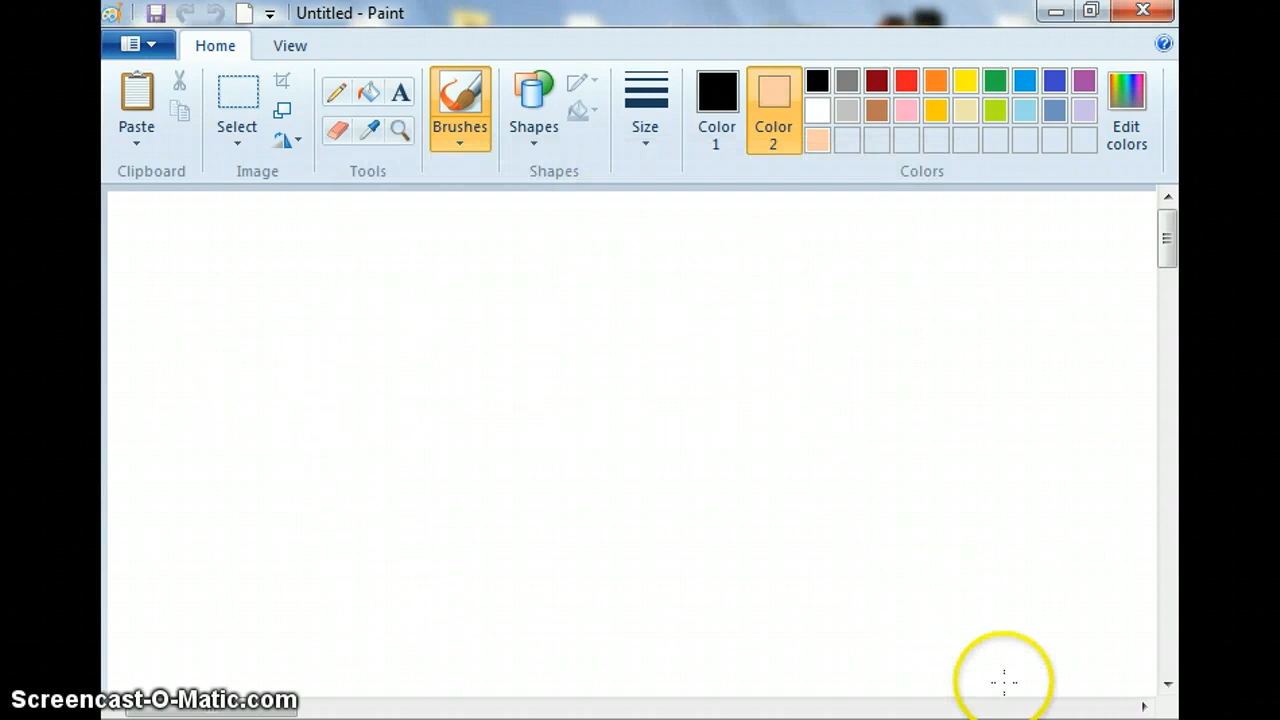 Untitled - Paint
Home View
Paste
Select
A
Brushes
Shapes
Size
Color 1
Color 2
Edit colors
Clipboard Image Tools Shapes Colors
Screencast-O-Matic.com